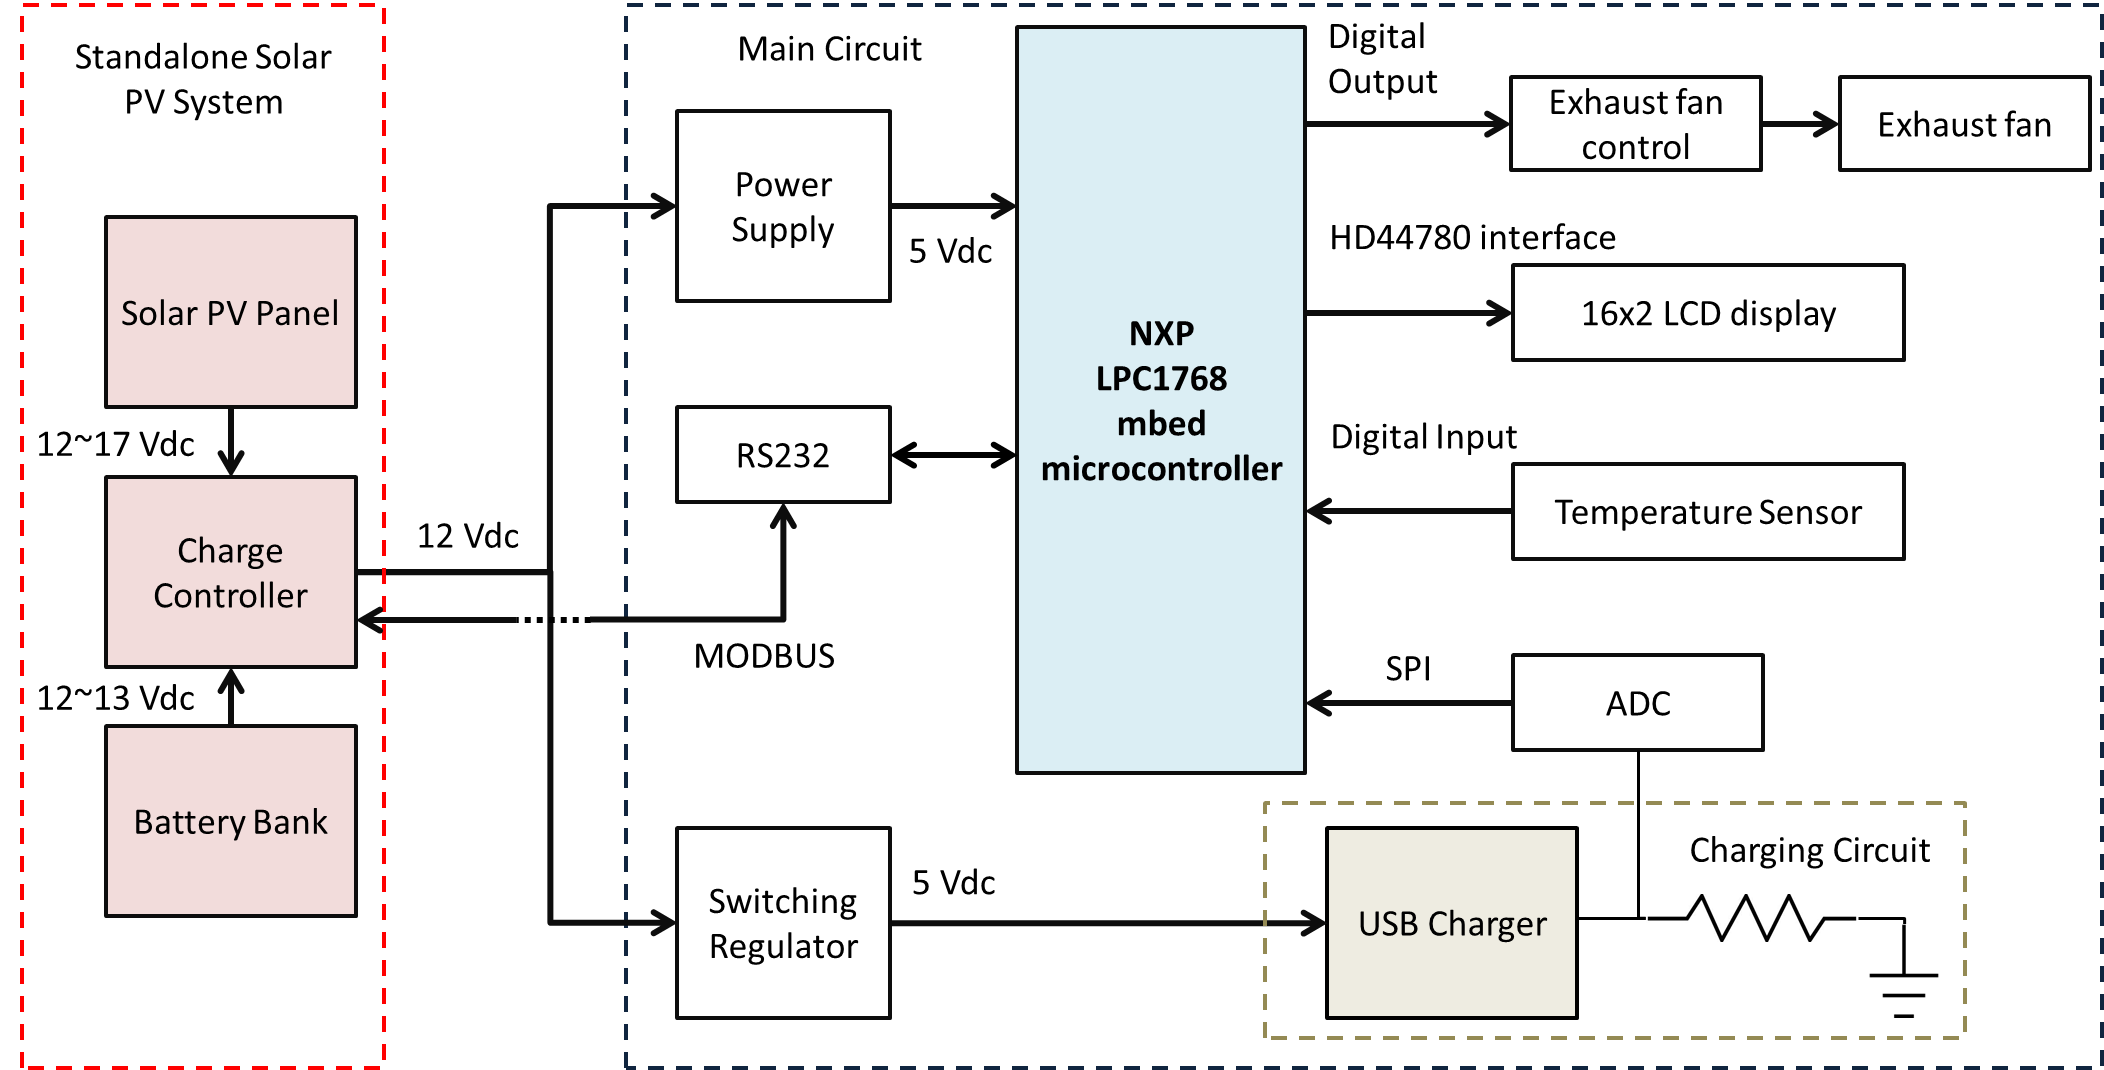 Standalone Solar
PV System
Solar PV Panel
12~17 Vdc
Charge
Controller
12~13 Vdc
Battery Bank
12 Vdc
Main Circuit
Power
Supply
5 Vdc
RS232
MODBUS
Switching
Regulator
5 Vdc
NXP
LPC1768
mbed
microcontroller
Digital
Output
Exhaust fan
control
Exhaust fan
HD44780 interface
16x2 LCD display
Digital Input
Temperature Sensor
SPI
ADC
Charging Circuit
USB Charger